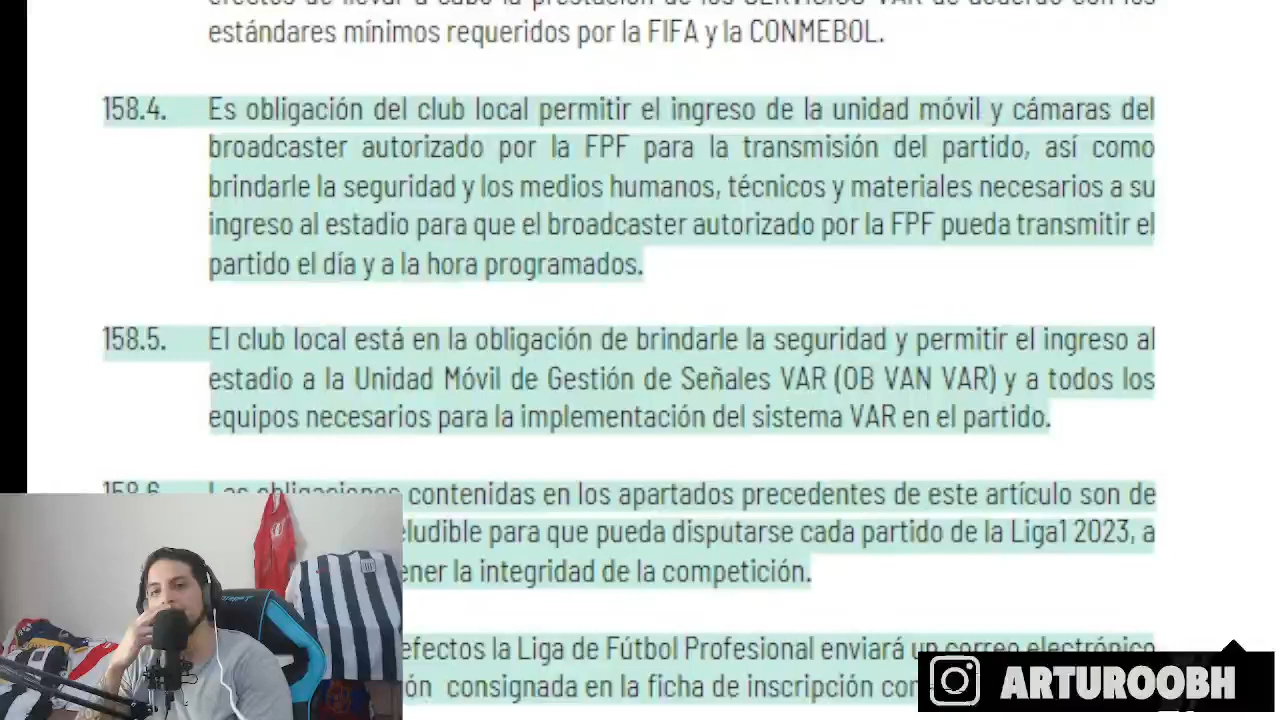 estándares mínimos requeridos por la FIFA y la CONMEBOL.
158.4. Es obligación del club local permitir el ingreso de la unidad móvil y cámaras del
broadcaster autorizado por la FPF para la transmisión del partido, así como
brindarle la seguridad y los medios humanos, técnicos y materiales necesarios a su
ingreso al estadio para que el broadcaster autorizado por la FPF pueda transmitir el
partido el día y a la hora programados.
158.5. El club local está en la obligación de brindarle la seguridad y permitir el ingreso al
estadio a la Unidad Móvil de Gestión de Señales VAR (OB VAN VAR) y a todos los
equipos necesarios para la implementación del sistema VAR en el partido.
158.6. Las obligaciones contenidas en los apartados precedentes de este artículo son de
para que pueda disputarse cada partido de la Liga1 2023, a
la integridad de la competición.
efectos la Liga de Fútbol Profesional enviará un correo electrónico
consignada en la ficha de inscripción
ARTUROOBH